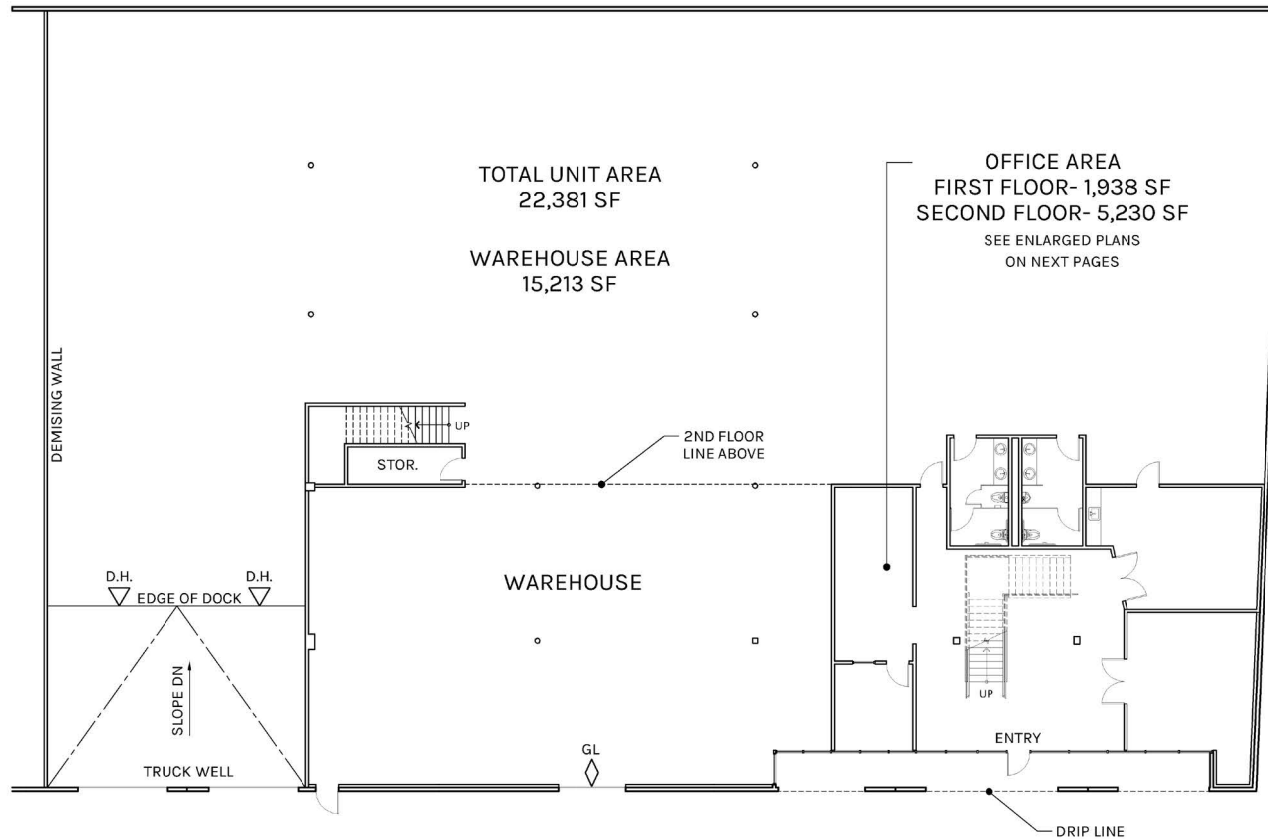 TOTAL UNIT AREA
22,381 SF
WAREHOUSE AREA
15,213 SF
OFFICE AREA
FIRST FLOOR- 1,938 SF
SECOND FLOOR- 5,230 SF
SEE ENLARGED PLANS
ON NEXT PAGES
DEMISING WALL
UP
STOR.
2ND FLOOR
LINE ABOVE
D.H.
D.H.
EDGE OF DOCK
WAREHOUSE
SLOPE DN
UP
ENTRY
TRUCK WELL
GL
DRIP LINE